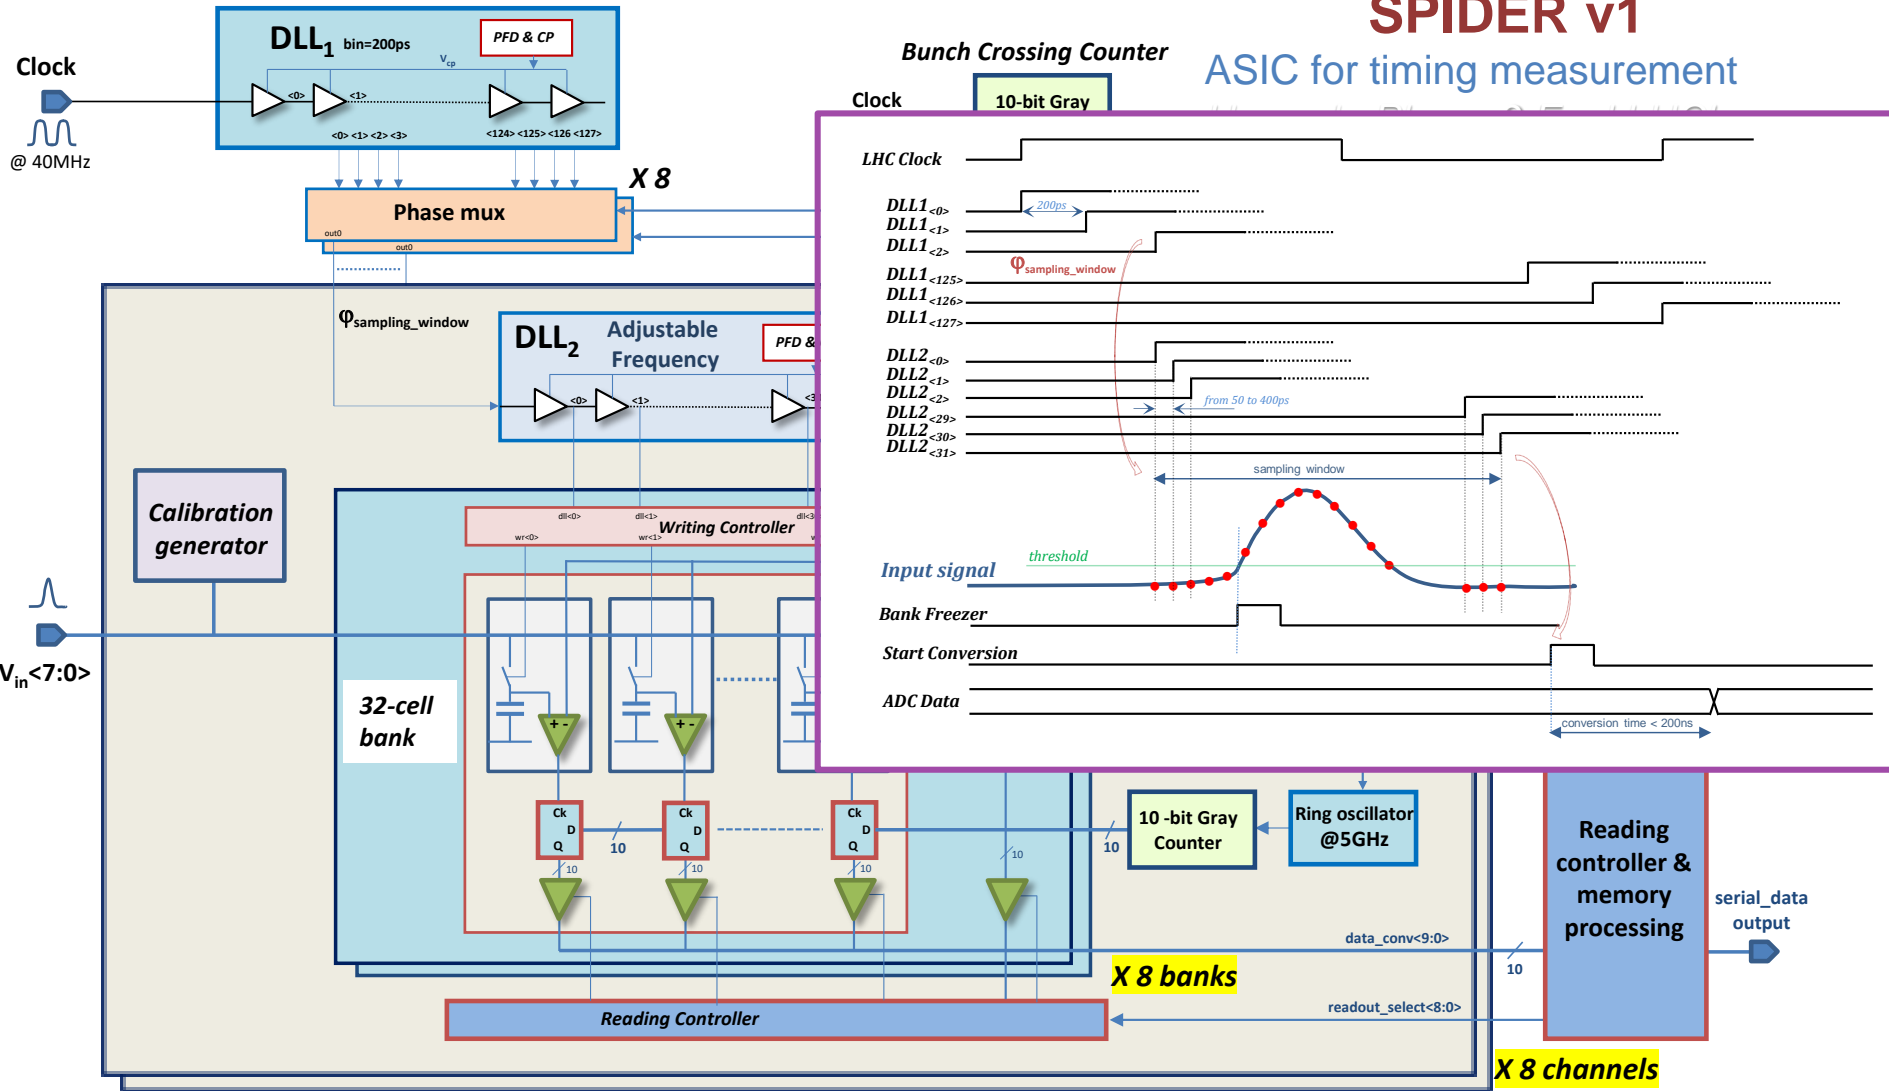 SPIDER v1
ASIC for timing measurement
DLL1 bin=200ps
PFD & CP
Vcp
Clock
@ 40MHz
<0>
<1>
<0> <1> <2> <3>
<124> <125> <126 <127>
X 8
Phase mux
out0
out0
φsampling_window
Bunch Crossing Counter
Clock
10-bit Gray
LHC Clock
DLL1<0>
200ps
DLL1<1>
DLL1<2>
φsampling_window
DLL1<125>
DLL1<126>
DLL1<127>
DLL2<0>
DLL2<1>
DLL2<2>
from 50 to 400ps
DLL2<29>
DLL2<30>
DLL2<31>
sampling window
threshold
Input signal
Bank Freezer
Start Conversion
ADC Data
conversion time < 200ns
DLL2
Adjustable
Frequency
PFD &
<0>
<1>
<3
Calibration
generator
dll<0>
dll<1>
dll<3
Writing Controller
wr<0>
wr<1>
w
Vin<7:0>
32-cell
bank
+ -
+ -
Ck
D
Q
10
Ck
D
Q
Ck
D
Q
10
10
10
10
10
10 -bit Gray
Counter
Ring oscillator
@5GHz
Reading
controller &
memory
processing
serial_data
output
data_conv<9:0>
10
X 8 banks
readout_select<8:0>
Reading Controller
X 8 channels